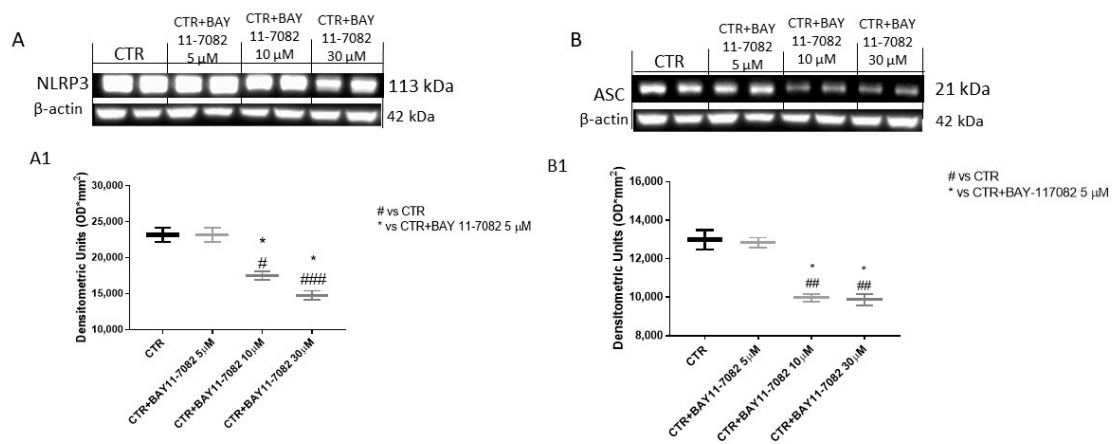 A
CTR
CTR+BAY
11-7082
5 µM
CTR+BAY
11-7082
10 µM
CTR+BAY
11-7082
30 µM
NLRP3
113 kDa
β-actin
42 kDa
B
CTR
CTR+BAY
11-7082
5 µM
CTR+BAY
11-7082
10 µM
CTR+BAY
11-7082
30 µM
ASC
21 kDa
β-actin
42 kDa
A1
Densitometric Units (OD*mm²)
30,000
25,000
20,000
15,000
10,000
*
#
*
###
# vs CTR
* vs CTR+BAY 11-7082 5 µM
CTR
CTR+BAY11-7082 5µM
CTR+BAY11-7082 10µM
CTR+BAY11-7082 30µM
B1
Densitometric Units (OD*mm²)
16,000
14,000
12,000
10,000
8,000
*
##
*
##
# vs CTR
* vs CTR+BAY-117082 5 µM
CTR
CTR+BAY11-7082 5µM
CTR+BAY11-7082 10µM
CTR+BAY11-7082 30µM